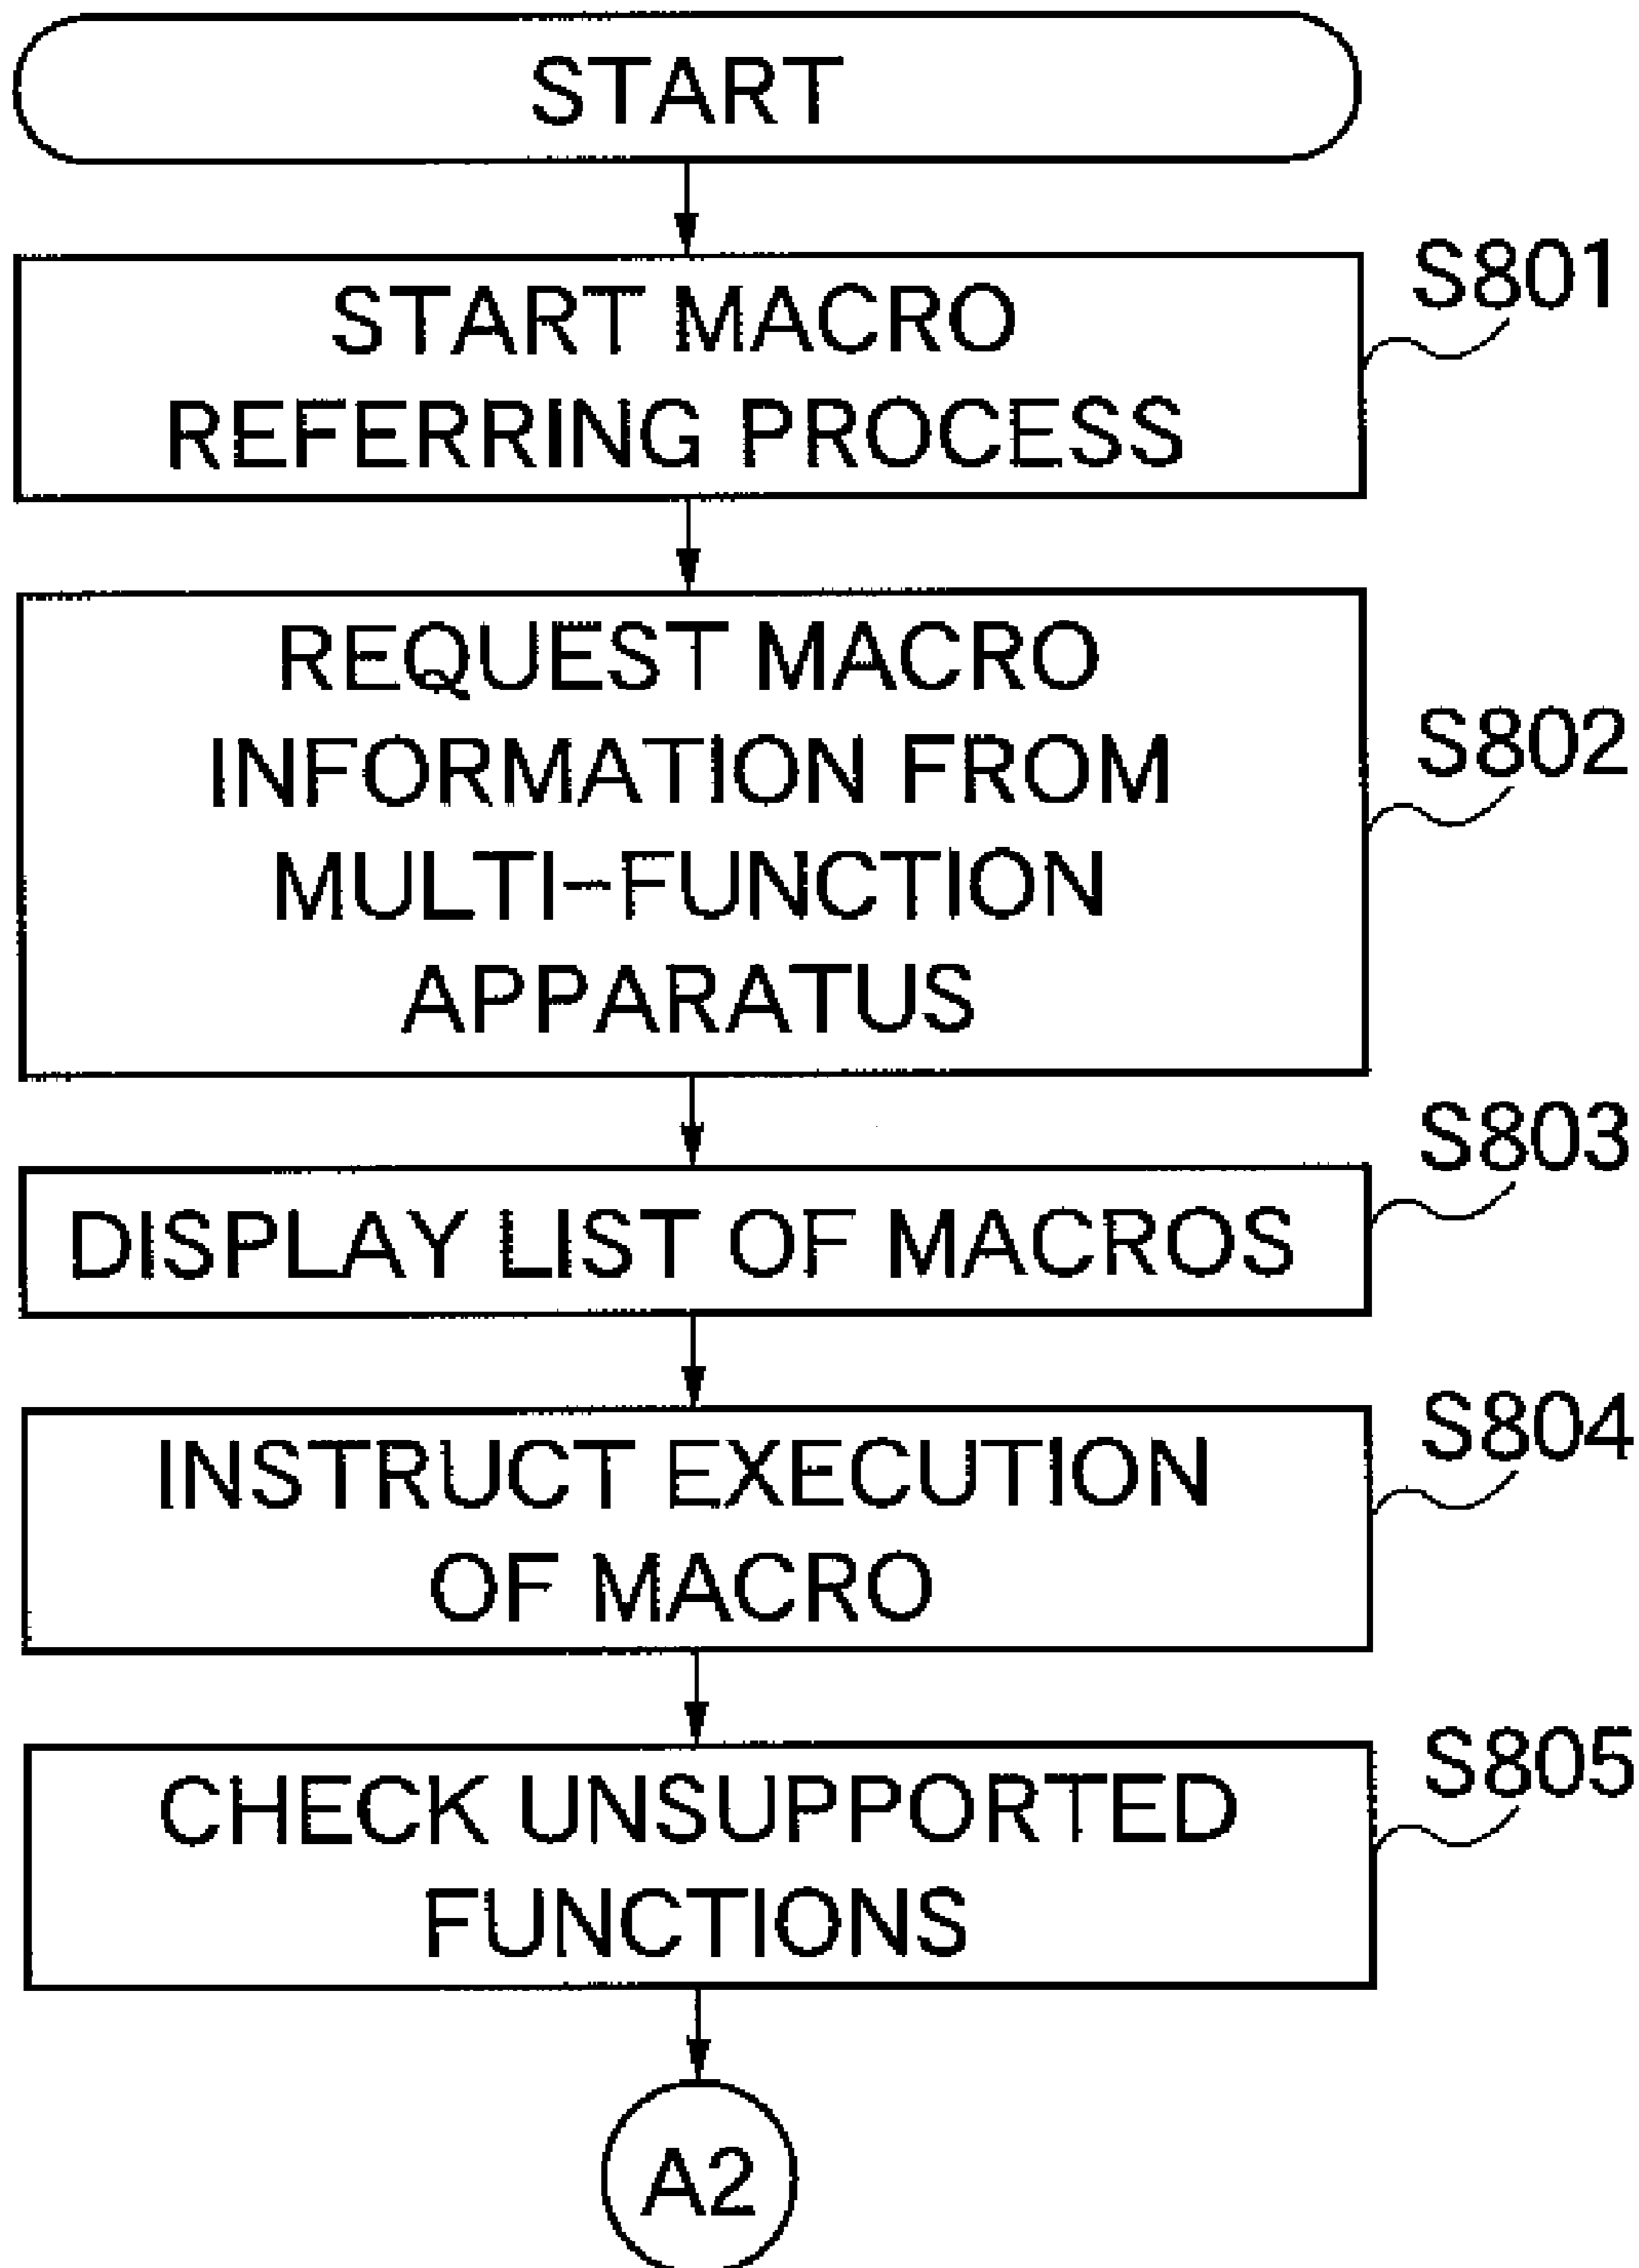 START
S801
START MACRO
REFERRING PROCESS
REQUEST MACRO
INFORMATION FROM
MULTI-FUNCTION
APPARATUS
S802
S803
DISPLAY LIST OF MACROS
S804
INSTRUCT EXECUTION
OF MACRO
S805
CHECK UNSUPPORTED
FUNCTIONS
A2